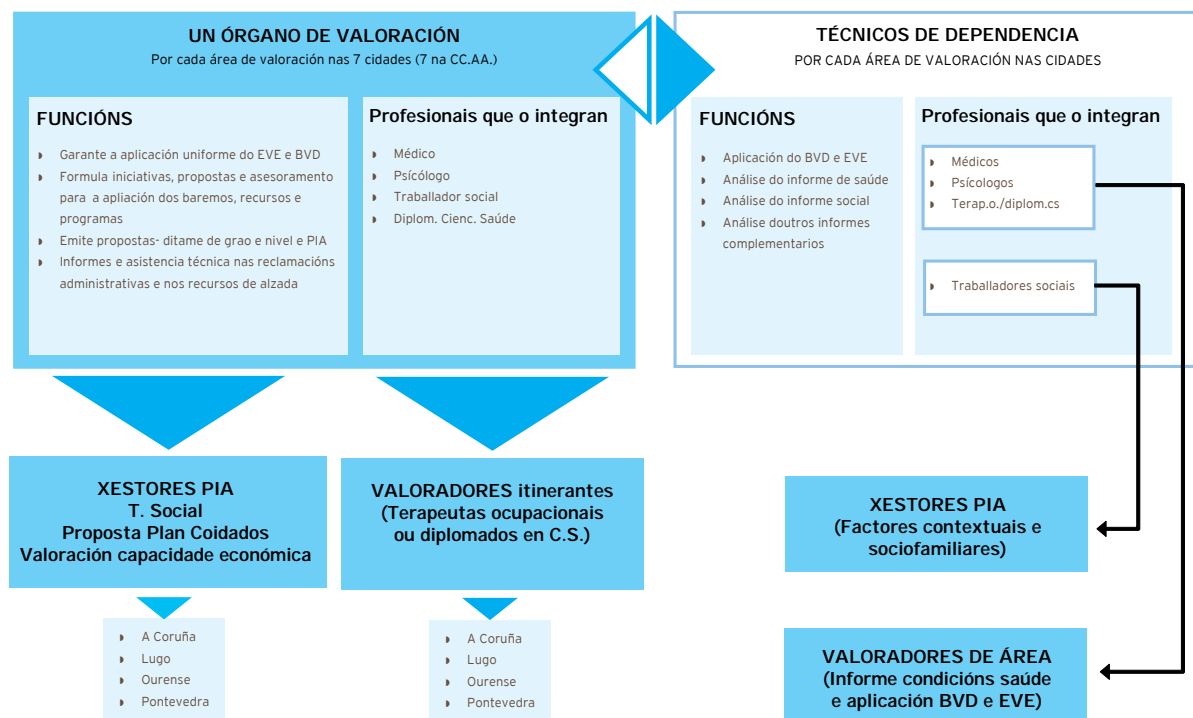 UN ÓRGANO DE VALORACIÓN
Por cada área de valoración nas 7 cidades (7 na CC.AA.)
FUNCIÓNS
Garante a aplicación uniforme do EVE e BVD
Formula iniciativas, propostas e asesoramento
para a apliación dos baremos, recursos e
programas
Emite propostas- ditame de grao e nivel e PIA
Informes e asistencia técnica nas reclamacións
administrativas e nos recursos de alzada
Profesionais que o integran
Médico
Psícólogo
Traballador social
Diplom. Cienc. Saúde
TÉCNICOS DE DEPENDENCIA
POR CADA ÁREA DE VALORACIÓN NAS CIDADES
FUNCIÓNS
Aplicación do BVD e EVE
Análise do informe de saúde
Análise do informe social
Análise doutros informes
complementarios
Profesionais que o integran
Médicos
Psícologos
Terap.o./diplom.cs
Traballadores sociais
XESTORES PIA
T. Social
Proposta Plan Coidados
Valoración capacidade económica
A Coruña
Lugo
Ourense
Pontevedra
VALORADORES itinerantes
(Terapeutas ocupacionais
ou diplomados en C.S.)
A Coruña
Lugo
Ourense
Pontevedra
XESTORES PIA
(Factores contextuais e
sociofamiliares)
VALORADORES DE ÁREA
(Informe condicións saúde
e aplicación BVD e EVE)